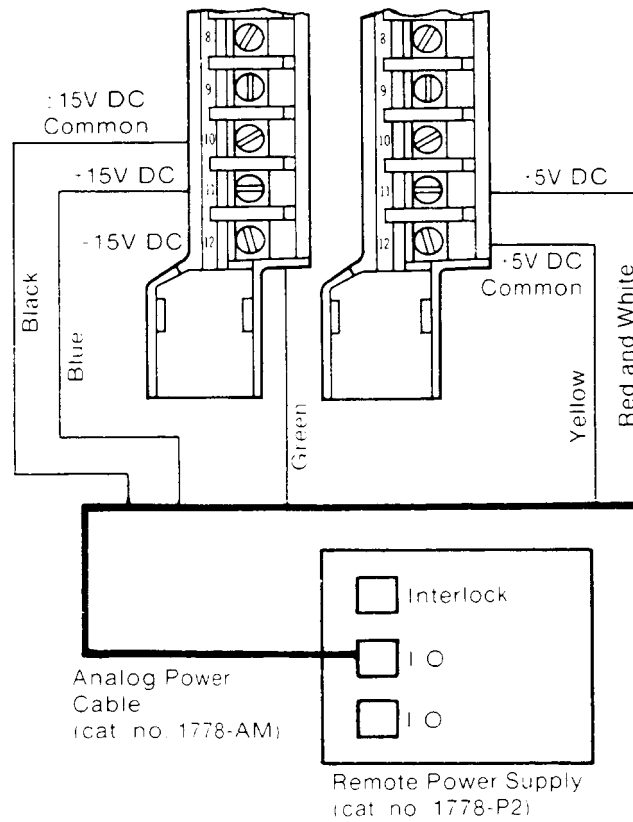 8
9
10
11
12
8
9
10
11
12
±15V DC
Common
+15V DC
-15V DC
+5V DC
+5V DC
Common
Black
Blue
Green
Yellow
Red and White
Interlock
I O
I O
Analog Power
Cable
(cat. no. 1778-AM)
Remote Power Supply
(cat. no. 1778-P2)